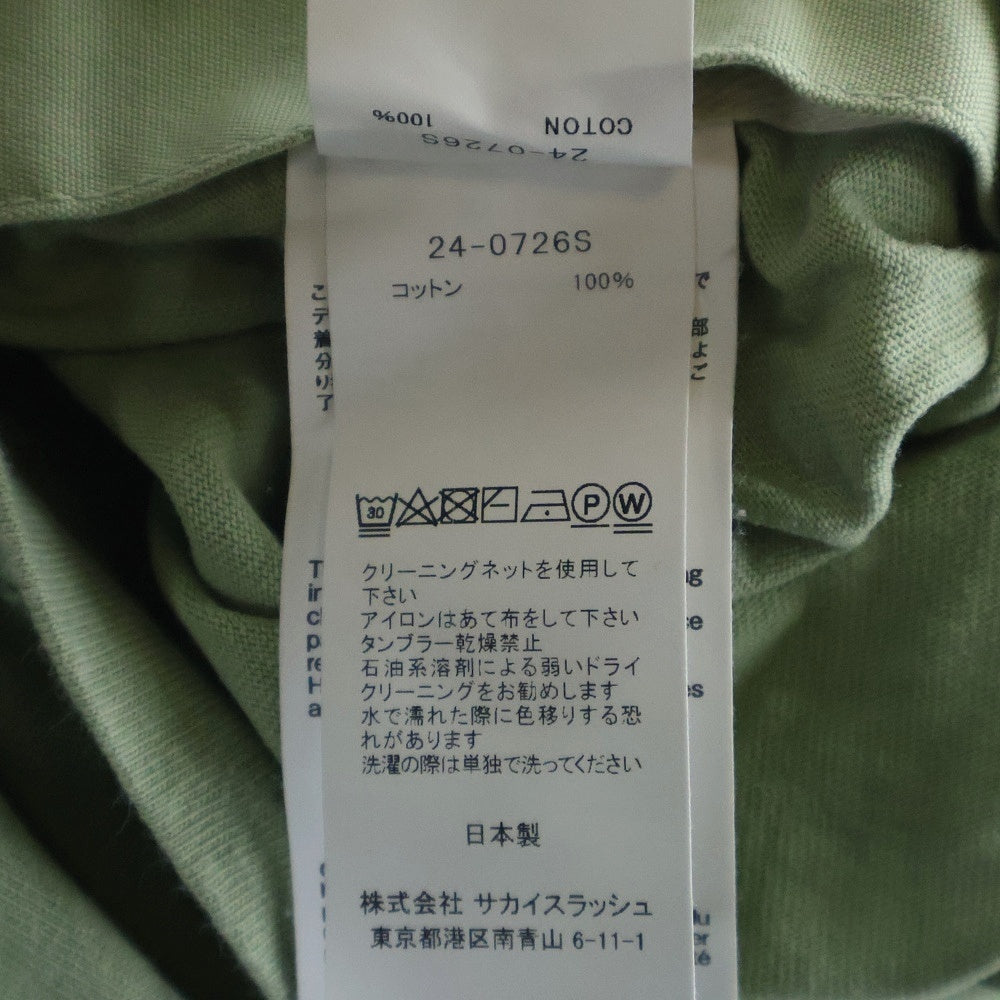 COTON 100%
24-0726S
24-0726S
コットン 100%
30
P W
クリーニングネットを使用して
下さい
アイロンはあて布をして下さい
タンブラー乾燥禁止
石油系溶剤による弱いドライ
クリーニングをお勧めします
水で濡れた際に色移りする恐
れがあります
洗濯の際は単独で洗ってください
日本製
株式会社 サカイスラッシュ
東京都港区南青山 6-11-1